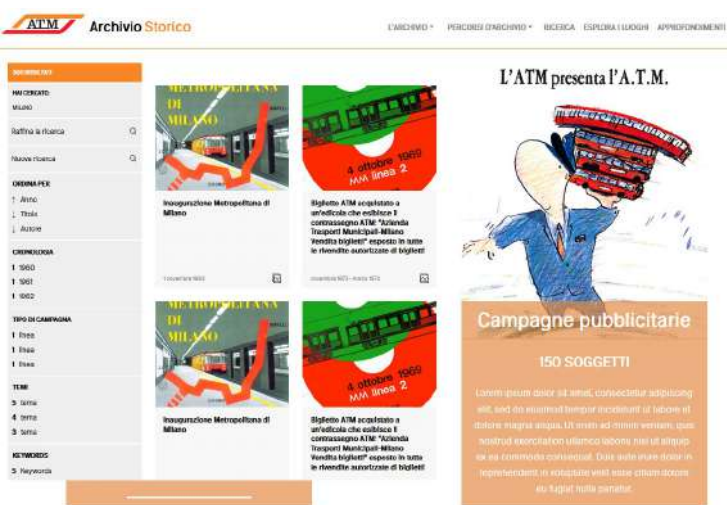 ATM
Archivio Storico
L'ARCHIVIO
PERCORSI D'ARCHIVIO
RICERCA
ESPLORA I LUOGHI
APPROFONDIMENTI
HAI CERCATO:
MILANO
Raffina la ricerca
Nuova ricerca
ORDINA PER
↑ Anno
↓ Titolo
↓ Autore
CRONOLOGIA
1 1960
1 1961
1 1962
TIPO DI CAMPAGNA
1 linea
1 linea
1 linea
TEMI
5 tema
4 tema
3 tema
KEYWORDS
5 Keywords
METROPOLITANA
DI
MILANO
Inaugurazione Metropolitana di
Milano
4 ottobre 1969
MM linea 2
Biglietto ATM acquistato a
un'edicola che esibisce il
contrassegno ATM: "Azienda
Trasporti Municipali-Milano
Vendita biglietti" esposto in tutte
le rivendite autorizzate di biglietti
METROPOLITANA
DI
MILANO
Inaugurazione Metropolitana di
Milano
4 ottobre 1969
MM linea 2
Biglietto ATM acquistato a
un'edicola che esibisce il
contrassegno ATM: "Azienda
Trasporti Municipali-Milano
Vendita biglietti" esposto in tutte
le rivendite autorizzate di biglietti
L'ATM presenta l'A.T.M.
Campagne pubblicitarie
150 SOGGETTI
Lorem ipsum dolor sit amet, consectetur adipiscing
elit, sed do eiusmod tempor incididunt ut labore et
dolore magna aliqua. Ut enim ad minim veniam, quis
nostrud exercitation ullamco laboris nisi ut aliquip
ex ea commodo consequat. Duis aute irure dolor in
reprehenderit in voluptate velit esse cillum dolore
eu fugiat nulla pariatur.